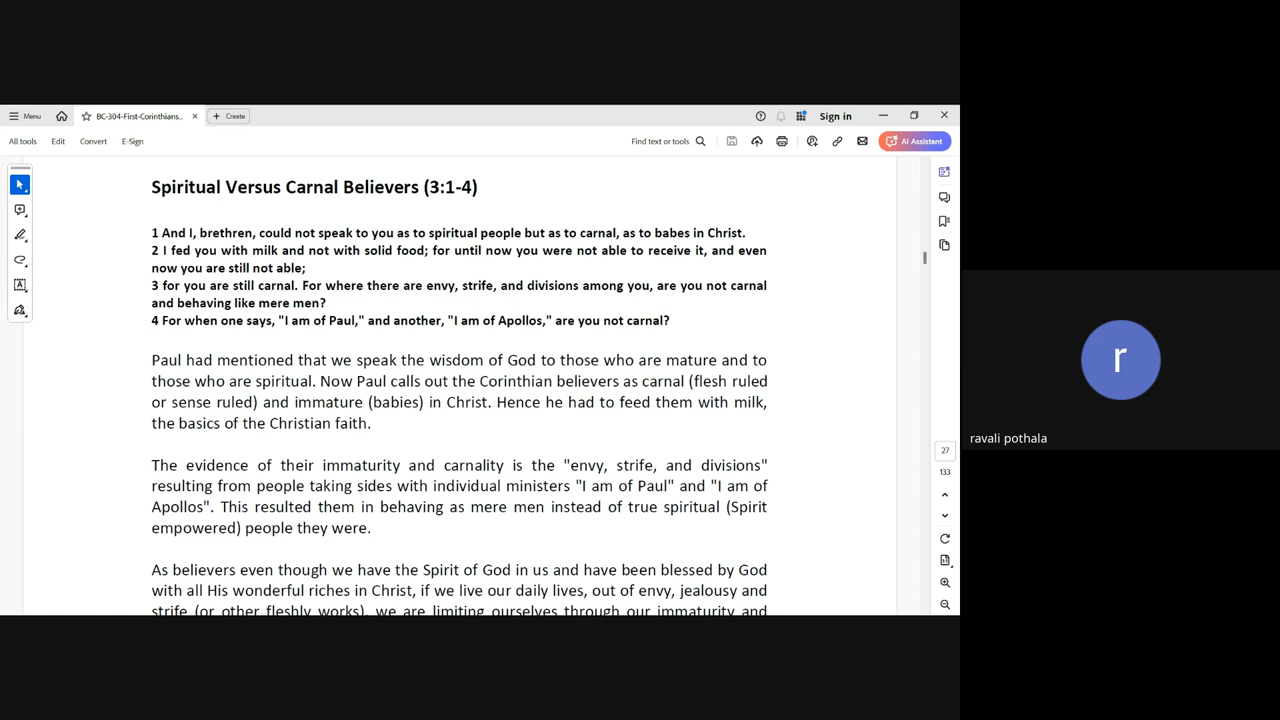 Menu
BC-304-First-Corinthians...
Create
Sign in
All tools
Edit
Convert
E-Sign
Find text or tools
AI Assistant
Spiritual Versus Carnal Believers (3:1-4)
1 And I, brethren, could not speak to you as to spiritual people but as to carnal, as to babes in Christ.
2 I fed you with milk and not with solid food; for until now you were not able to receive it, and even
now you are still not able;
3 for you are still carnal. For where there are envy, strife, and divisions among you, are you not carnal
and behaving like mere men?
4 For when one says, "I am of Paul," and another, "I am of Apollos," are you not carnal?
Paul had mentioned that we speak the wisdom of God to those who are mature and to
those who are spiritual. Now Paul calls out the Corinthian believers as carnal (flesh ruled
or sense ruled) and immature (babies) in Christ. Hence he had to feed them with milk,
the basics of the Christian faith.
The evidence of their immaturity and carnality is the "envy, strife, and divisions"
resulting from people taking sides with individual ministers "I am of Paul" and "I am of
Apollos". This resulted them in behaving as mere men instead of true spiritual (Spirit
empowered) people they were.
As believers even though we have the Spirit of God in us and have been blessed by God
with all His wonderful riches in Christ, if we live our daily lives, out of envy, jealousy and
strife (or other fleshly works), we are limiting ourselves through our immaturity and
27
133
r
ravali pothala